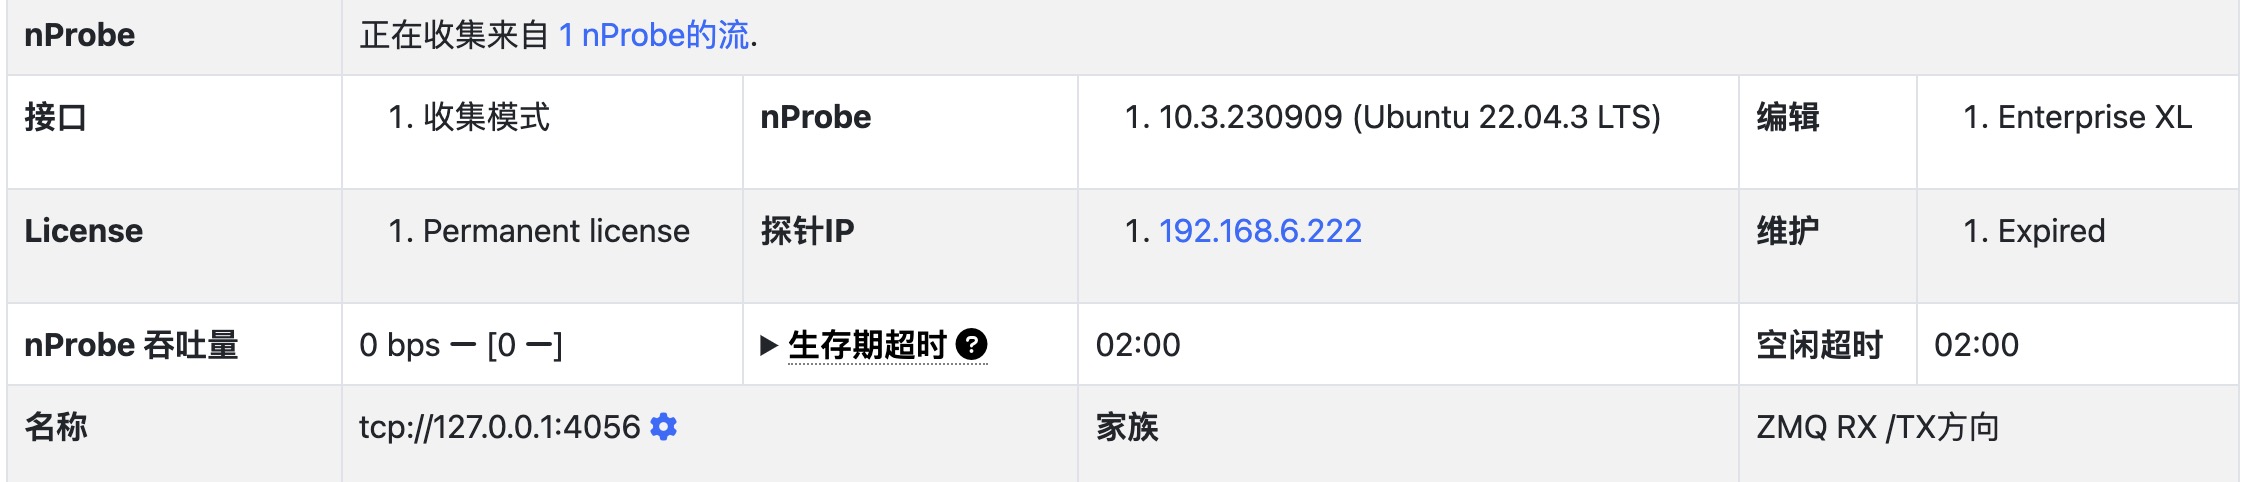 nProbe 正在收集来自 1 nProbe的流.
接口 1. 收集模式 nProbe 1. 10.3.230909 (Ubuntu 22.04.3 LTS) 编辑 1. Enterprise XL
License 1. Permanent license 探针IP 1. 192.168.6.222 维护 1. Expired
nProbe 吞吐量 0 bps — [0 —] ▶ 生存期超时 ? 02:00 空闲超时 02:00
名称 tcp://127.0.0.1:4056 家族 ZMQ RX /TX方向